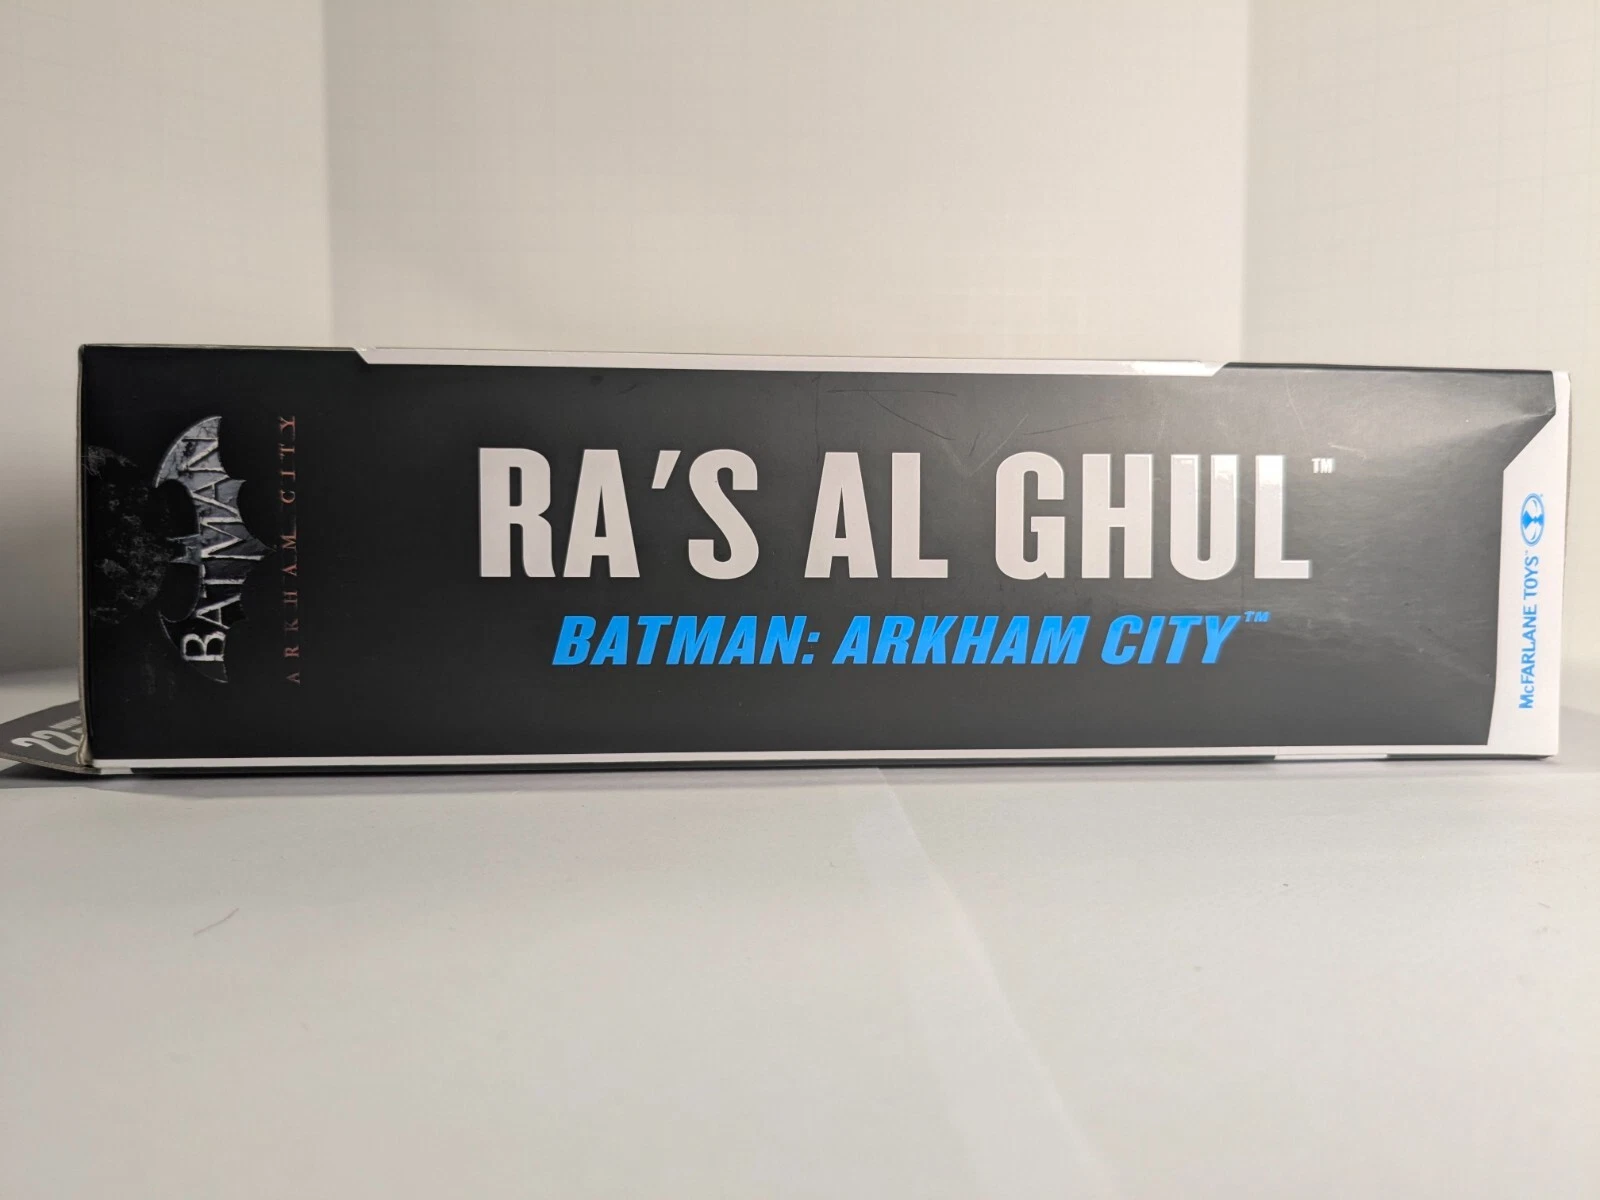 BATMAN
ARKHAM CITY
RA'S AL GHUL™
BATMAN: ARKHAM CITY™
McFARLANE TOYS™